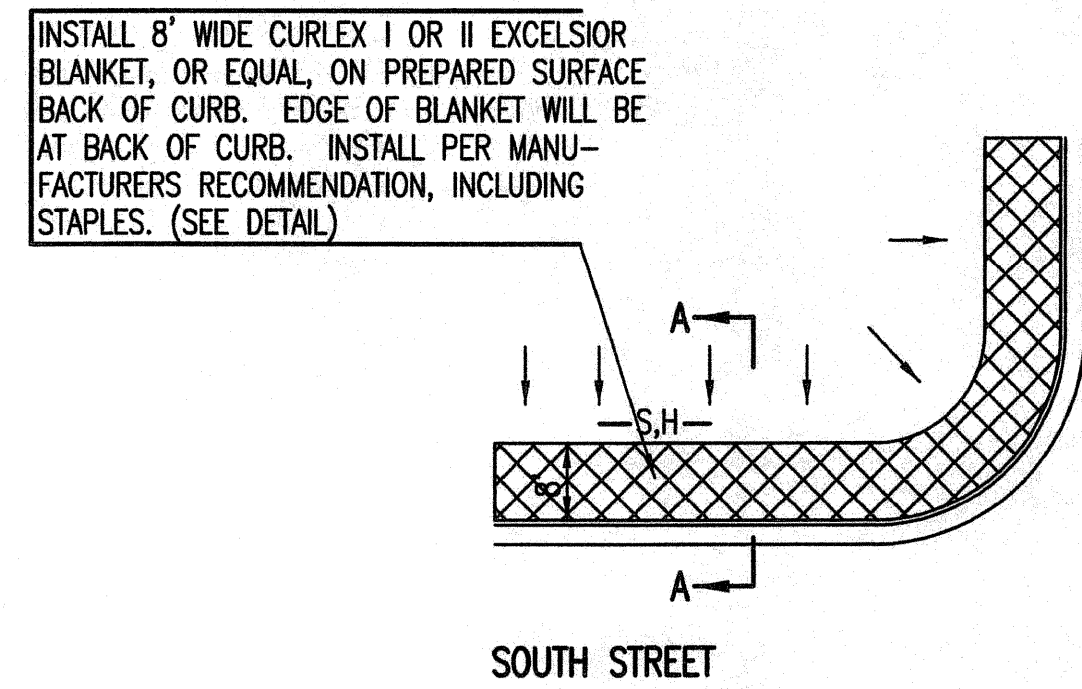 INSTALL 8' WIDE CURLEX I OR II EXCELSIOR
BLANKET, OR EQUAL, ON PREPARED SURFACE
BACK OF CURB. EDGE OF BLANKET WILL BE
AT BACK OF CURB. INSTALL PER MANU-
FACTURERS RECOMMENDATION, INCLUDING
STAPLES. (SEE DETAIL)
A
S,H
8'
A
SOUTH STREET